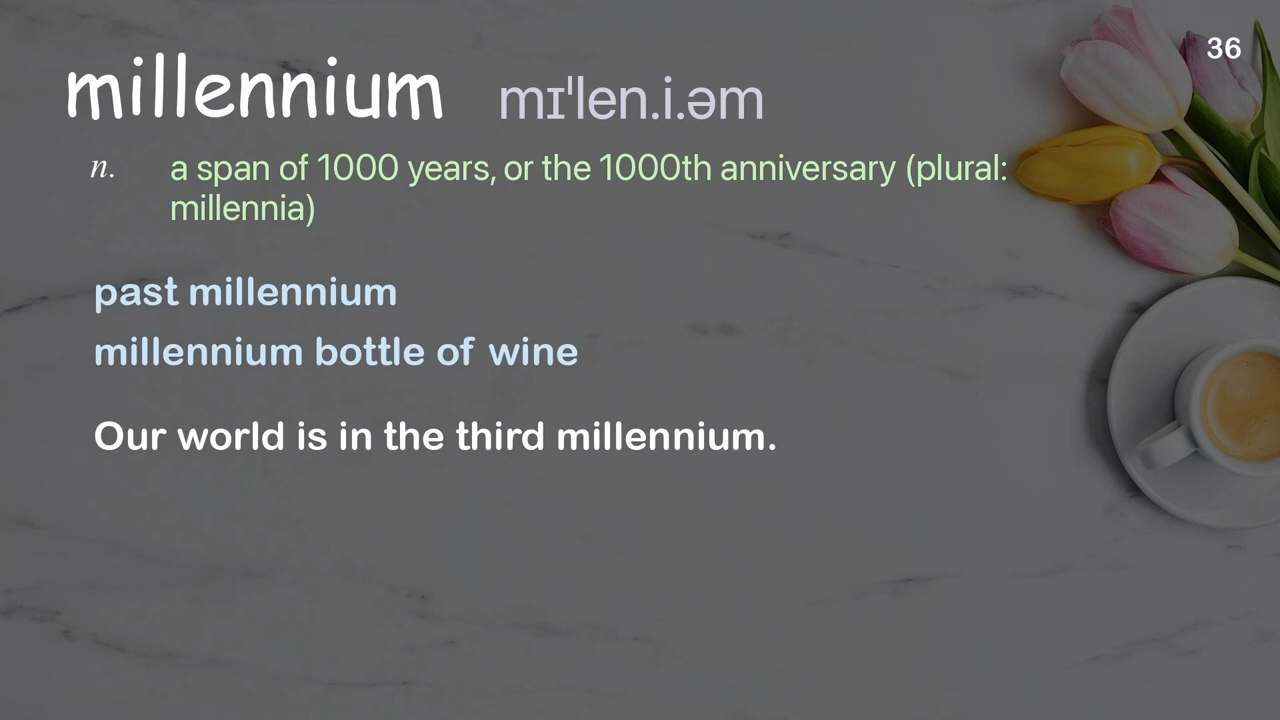 36
millennium mɪˈlen.i.əm
n. a span of 1000 years, or the 1000th anniversary (plural:
millennia)
past millennium
millennium bottle of wine
Our world is in the third millennium.